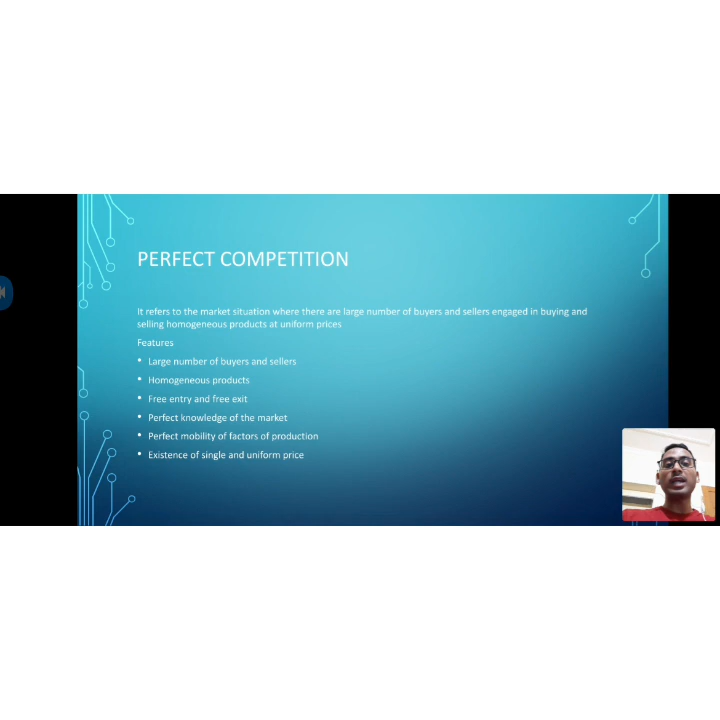 PERFECT COMPETITION
It refers to the market situation where there are large number of buyers and sellers engaged in buying and
selling homogeneous products at uniform prices
Features
• Large number of buyers and sellers
• Homogeneous products
• Free entry and free exit
• Perfect knowledge of the market
• Perfect mobility of factors of production
• Existence of single and uniform price